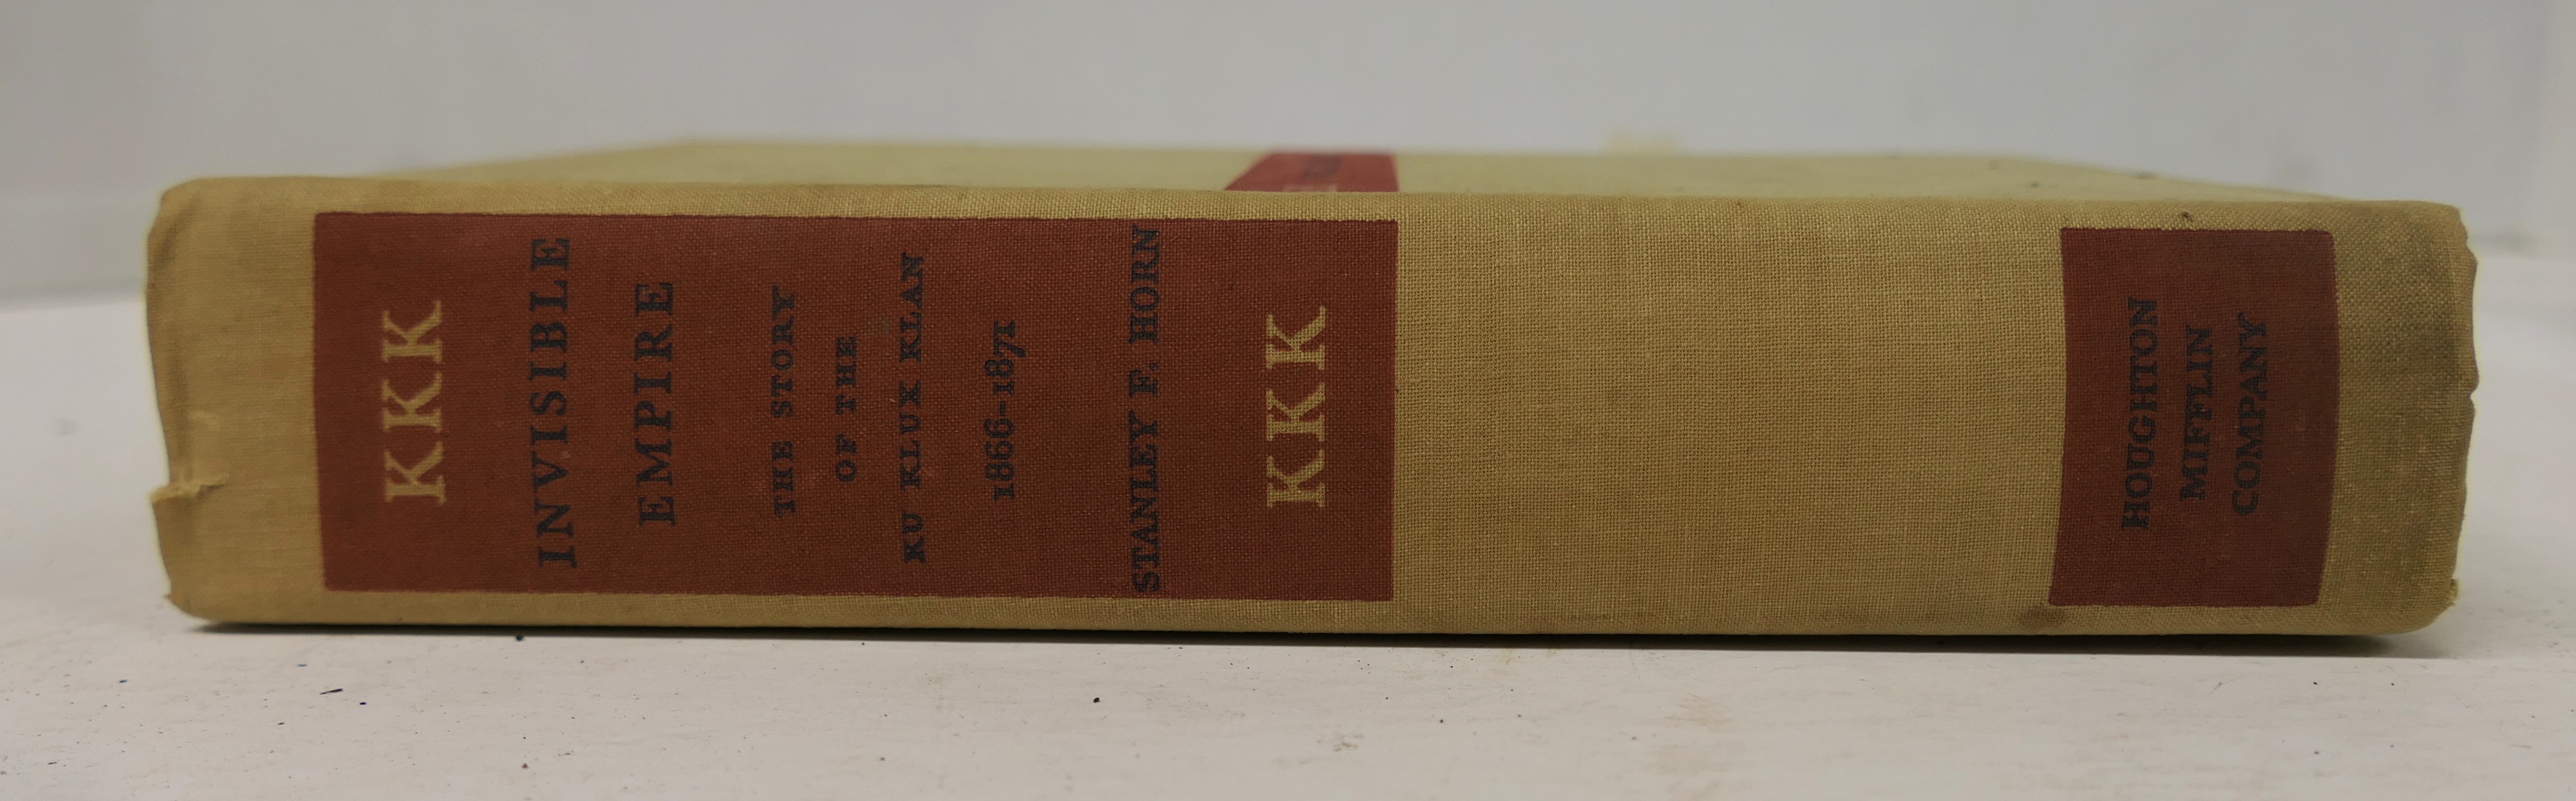 KKK
INVISIBLE
EMPIRE
THE STORY
OF THE
KU KLUX KLAN
1866-1871
STANLEY F. HORN
KKK
HOUGHTON
MIFFLIN
COMPANY